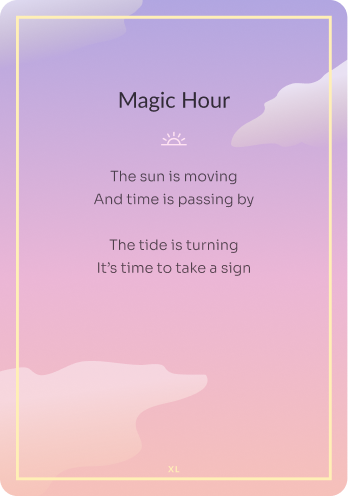 Magic Hour
The sun is moving
And time is passing by
The tide is turning
It’s time to take a sign
XL